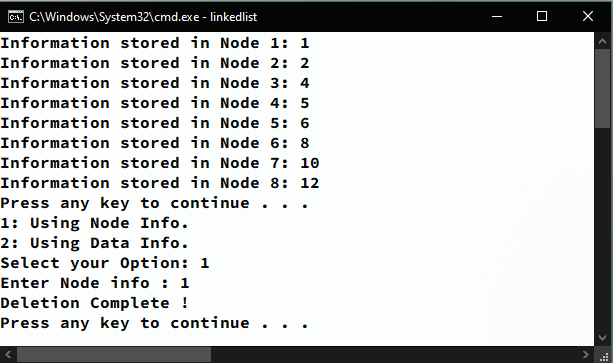 C:\Windows\System32\cmd.exe - linkedlist
Information stored in Node 1: 1
Information stored in Node 2: 2
Information stored in Node 3: 4
Information stored in Node 4: 5
Information stored in Node 5: 6
Information stored in Node 6: 8
Information stored in Node 7: 10
Information stored in Node 8: 12
Press any key to continue . . .
1: Using Node Info.
2: Using Data Info.
Select your Option: 1
Enter Node info : 1
Deletion Complete !
Press any key to continue . . .